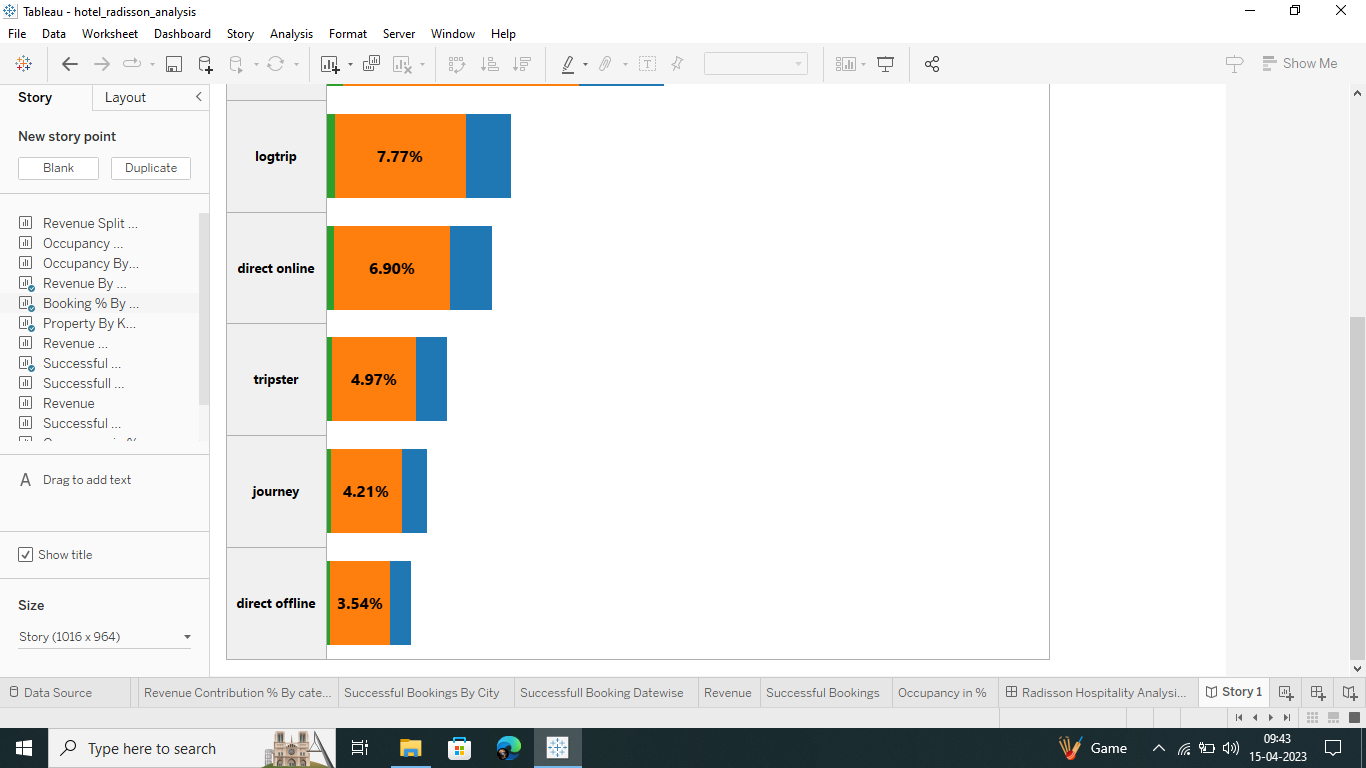 Tableau - hotel_radisson_analysis
File Data Worksheet Dashboard Story Analysis Format Server Window Help
Show Me
Story Layout
New story point
Blank Duplicate
Revenue Split ...
Occupancy ...
Occupancy By...
Revenue By ...
Booking % By ...
Property By K...
Revenue ...
Successful ...
Successfull ...
Revenue
Successful ...
A Drag to add text
Show title
Size
Story (1016 x 964)
logtrip 7.77%
direct online 6.90%
tripster 4.97%
journey 4.21%
direct offline 3.54%
Data Source Revenue Contribution % By cate... Successful Bookings By City Successfull Booking Datewise Revenue Successful Bookings Occupancy in % Radisson Hospitality Analysi... Story 1
Type here to search
Game
09:43
15-04-2023